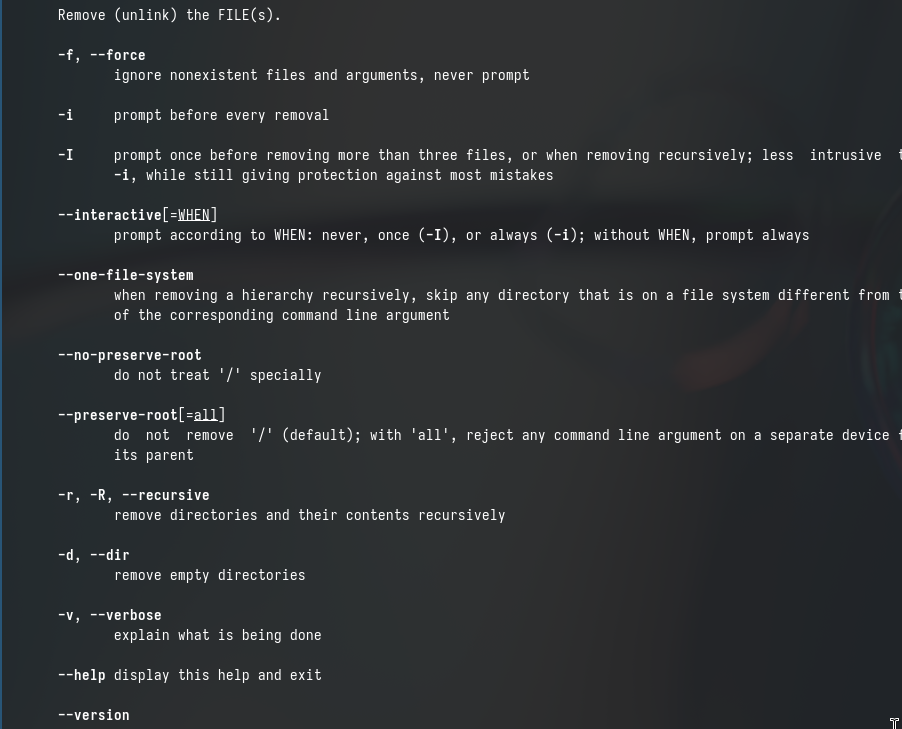 Remove (unlink) the FILE(s).
-f, --force
ignore nonexistent files and arguments, never prompt
-i prompt before every removal
-I prompt once before removing more than three files, or when removing recursively; less intrusive
-i, while still giving protection against most mistakes
--interactive[=WHEN]
prompt according to WHEN: never, once (-I), or always (-i); without WHEN, prompt always
--one-file-system
when removing a hierarchy recursively, skip any directory that is on a file system different from
of the corresponding command line argument
--no-preserve-root
do not treat '/' specially
--preserve-root[=all]
do not remove '/' (default); with 'all', reject any command line argument on a separate device
its parent
-r, -R, --recursive
remove directories and their contents recursively
-d, --dir
remove empty directories
-v, --verbose
explain what is being done
--help display this help and exit
--version